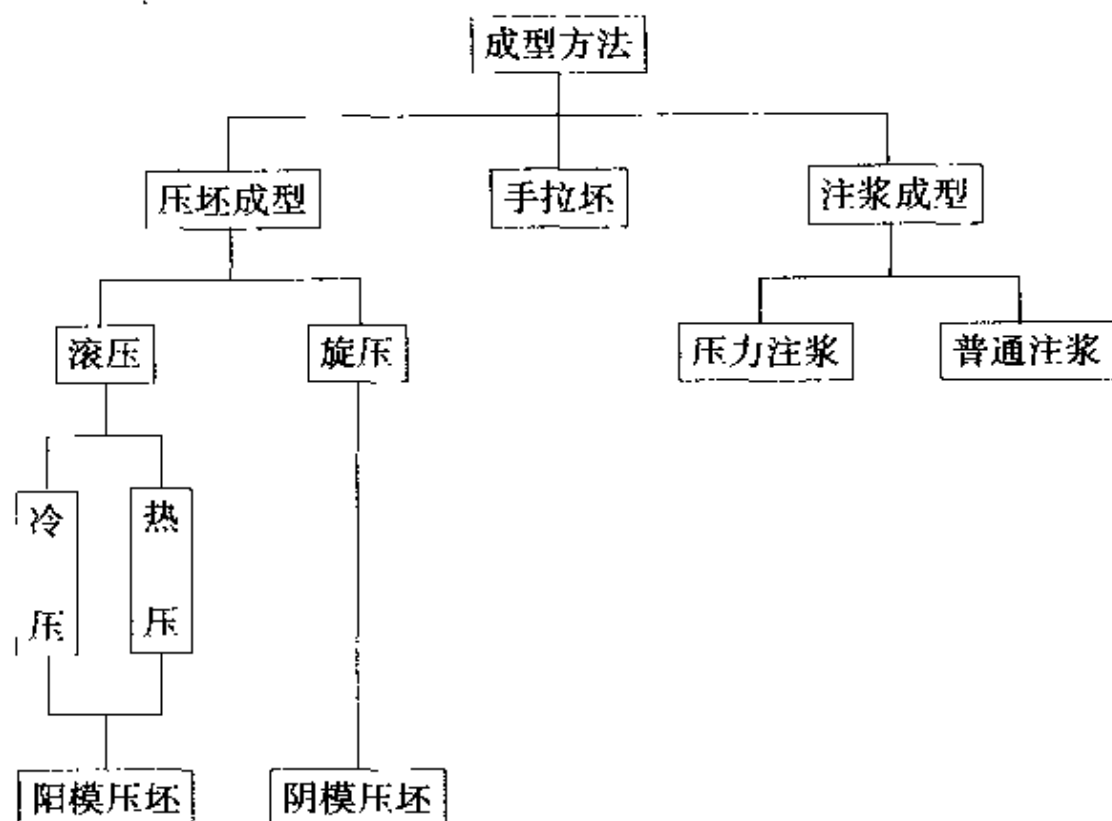 成型方法
压坯成型
手拉坯
注浆成型
滚压
旋压
压力注浆
普通注浆
冷压
热压
阳模压坯
阴模压坯